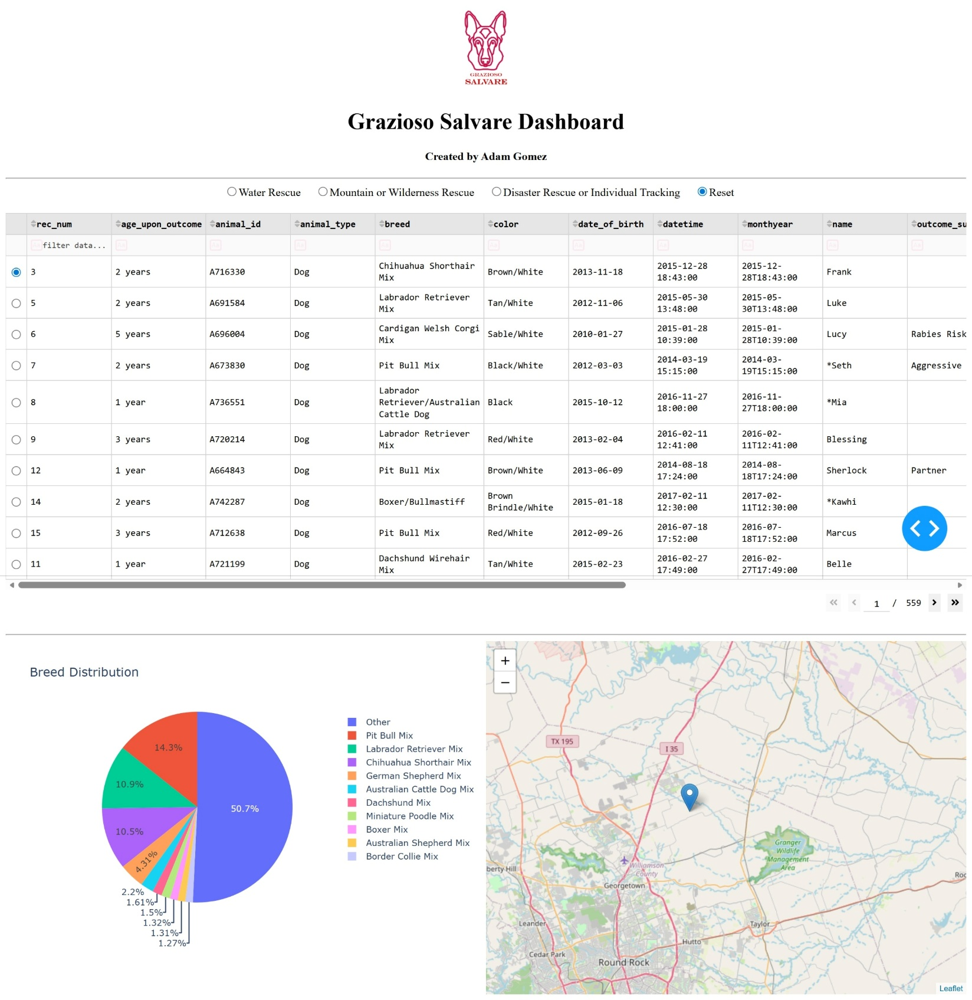 GRAZIOSO
SALVARE
Grazioso Salvare Dashboard
Created by Adam Gomez
Water Rescue Mountain or Wilderness Rescue Disaster Rescue or Individual Tracking Reset
rec_num age_upon_outcome animal_id animal_type breed color date_of_birth datetime monthyear name outcome_su
Aa filter data... Aa Aa Aa Aa Aa Aa Aa Aa Aa Aa
3 2 years A716330 Dog Chihuahua Shorthair Mix Brown/White 2013-11-18 2015-12-28 18:43:00 2015-12-28T18:43:00 Frank
5 2 years A691584 Dog Labrador Retriever Mix Tan/White 2012-11-06 2015-05-30 13:48:00 2015-05-30T13:48:00 Luke
6 5 years A696004 Dog Cardigan Welsh Corgi Mix Sable/White 2010-01-27 2015-01-28 10:39:00 2015-01-28T10:39:00 Lucy Rabies Risk
7 2 years A673830 Dog Pit Bull Mix Black/White 2012-03-03 2014-03-19 15:15:00 2014-03-19T15:15:00 *Seth Aggressive
8 1 year A736551 Dog Labrador Retriever/Australian Cattle Dog Black 2015-10-12 2016-11-27 18:00:00 2016-11-27T18:00:00 *Mia
9 3 years A720214 Dog Labrador Retriever Mix Red/White 2013-02-04 2016-02-11 12:41:00 2016-02-11T12:41:00 Blessing
12 1 year A664843 Dog Pit Bull Mix Brown/White 2013-06-09 2014-08-18 17:24:00 2014-08-18T17:24:00 Sherlock Partner
14 2 years A742287 Dog Boxer/Bullmastiff Brown Brindle/White 2015-01-18 2017-02-11 12:30:00 2017-02-11T12:30:00 *Kawhi
15 3 years A712638 Dog Pit Bull Mix Red/White 2012-09-26 2016-07-18 17:52:00 2016-07-18T17:52:00 Marcus
11 1 year A721199 Dog Dachshund Wirehair Mix Tan/White 2015-02-23 2016-02-27 17:49:00 2016-02-27T17:49:00 Belle
1 / 559
Breed Distribution
50.7%
14.3%
10.9%
10.5%
4.31%
2.2%
1.61%
1.5%
1.32%
1.31%
1.27%
Other
Pit Bull Mix
Labrador Retriever Mix
Chihuahua Shorthair Mix
German Shepherd Mix
Australian Cattle Dog Mix
Dachshund Mix
Miniature Poodle Mix
Boxer Mix
Australian Shepherd Mix
Border Collie Mix
+
−
TX 195
I 35
Granger
Wildlife
Management
Area
berty Hill
Williamson
County
Roc
Georgetown
Leander
Taylor
Hutto
Cedar Park
Round Rock
Leaflet